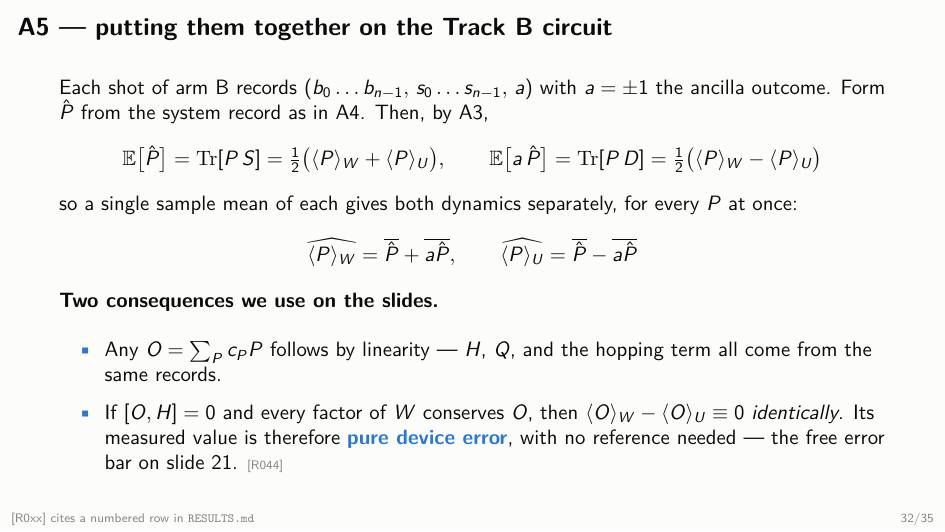 A5 — putting them together on the Track B circuit
Each shot of arm B records (b₀ … bₙ₋₁, s₀ … sₙ₋₁, a) with a = ±1 the ancilla outcome. Form
P̂ from the system record as in A4. Then, by A3,
𝔼[P̂] = Tr[P S] = ½(⟨P⟩_W + ⟨P⟩_U),  𝔼[a P̂] = Tr[P D] = ½(⟨P⟩_W − ⟨P⟩_U)
so a single sample mean of each gives both dynamics separately, for every P at once:
\widehat{⟨P⟩_W} = \overline{P̂} + \overline{aP̂},  \widehat{⟨P⟩_U} = \overline{P̂} − \overline{aP̂}
Two consequences we use on the slides.
▪ Any O = ∑_P c_P P follows by linearity — H, Q, and the hopping term all come from the
same records.
▪ If [O, H] = 0 and every factor of W conserves O, then ⟨O⟩_W − ⟨O⟩_U ≡ 0 identically. Its
measured value is therefore pure device error, with no reference needed — the free error
bar on slide 21. [R044]
[R0xx] cites a numbered row in RESULTS.md
32/35